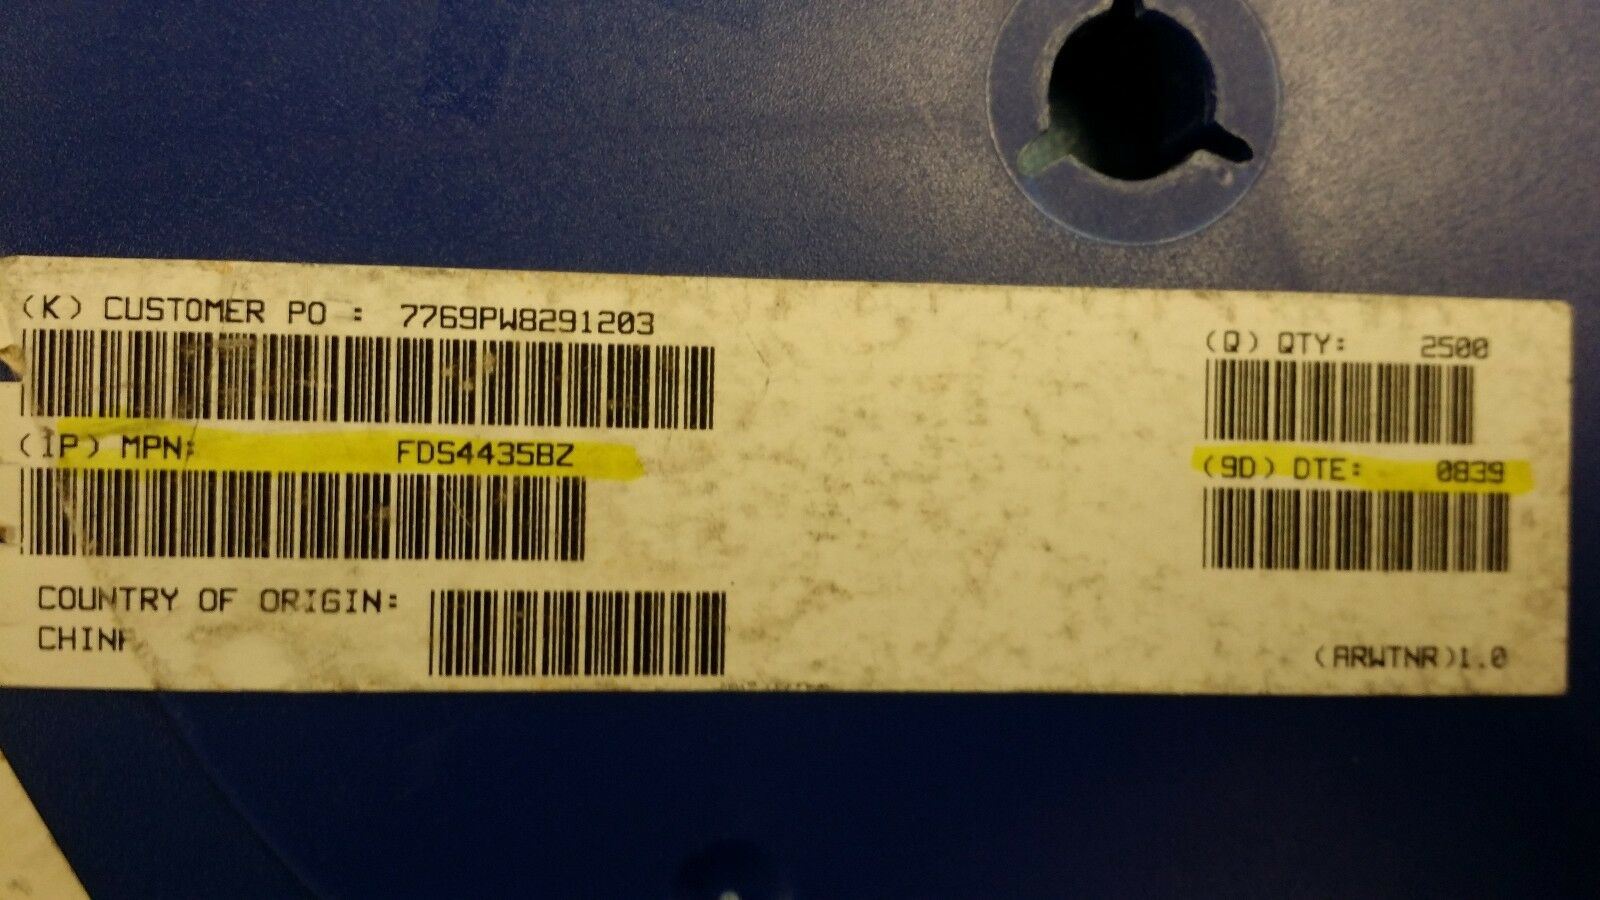 (K) CUSTOMER PO : 7769PW8291203
(Q) QTY: 2500
(1P) MPN: FDS4435BZ
(9D) DTE: 0839
COUNTRY OF ORIGIN:
CHINA
(ARWTNR)1.0